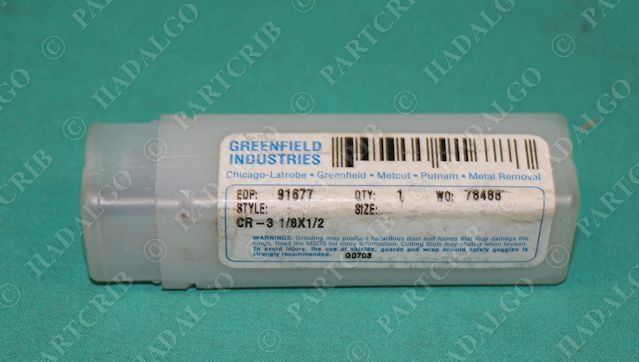 GREENFIELD
INDUSTRIES
Chicago-Latrobe • Greenfield • Metcut • Putnam • Metal Removal
EDP: 91677 QTY: 1 WO: 78488
STYLE: SIZE:
CR-3 1/8X1/2
WARNINGS: Grinding may produce hazardous dust and fumes that may damage the
lungs. Read the MSDS for more information. Cutting tools may shatter when broken.
To avoid injury, the use of shields, guards and wrap around safety goggles is
strongly recommended. G0703
© HADALGO PARTCRIB